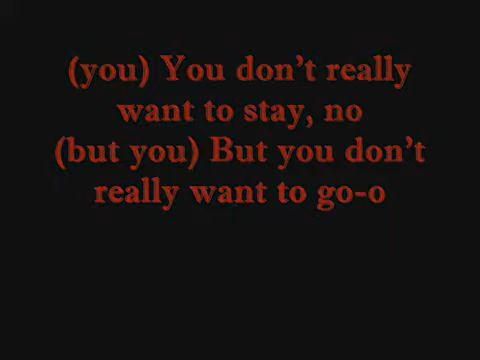 (you) You don't really
want to stay, no
(but you) But you don't
really want to go-o